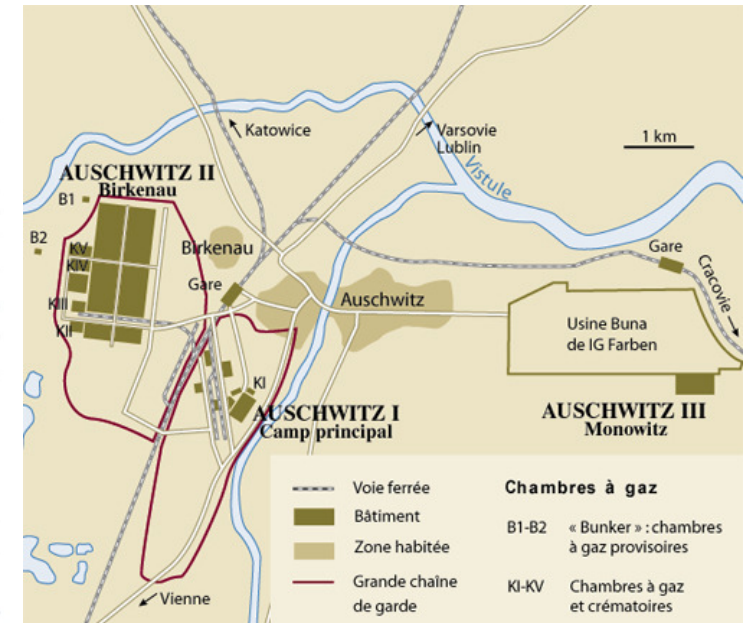 Katowice
Varsovie
Lublin
1 km
Vistule
AUSCHWITZ II
Birkenau
B1
B2
KV
KIV
KIII
KII
Birkenau
Gare
Auschwitz
Gare
Cracovie
Usine Buna
de IG Farben
KI
AUSCHWITZ I
Camp principal
AUSCHWITZ III
Monowitz
Vienne
Voie ferrée
Bâtiment
Zone habitée
Grande chaîne
de garde
Chambres à gaz
B1-B2 « Bunker » : chambres
à gaz provisoires
KI-KV Chambres à gaz
et crématoires